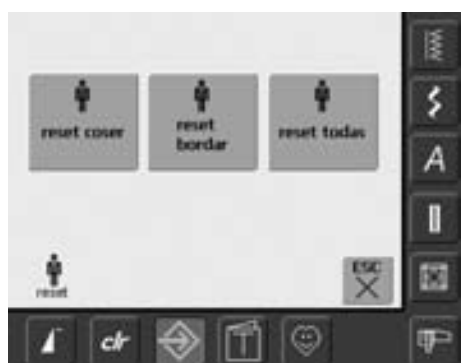 reset coser
reset
bordar
reset todas
reset
ESC
A
clr